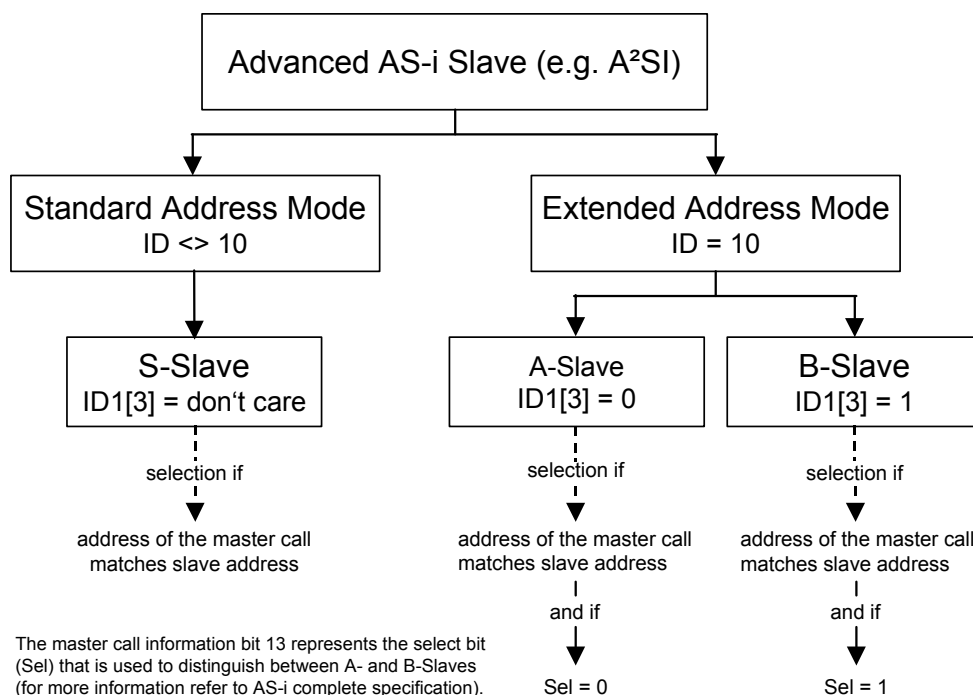 Advanced AS-i Slave (e.g. A²SI)
Standard Address Mode
ID <> 10
Extended Address Mode
ID = 10
S-Slave
ID1[3] = don‘t care
A-Slave
ID1[3] = 0
B-Slave
ID1[3] = 1
selection if
selection if
selection if
address of the master call
matches slave address
address of the master call
matches slave address
address of the master call
matches slave address
and if
and if
The master call information bit 13 represents the select bit
(Sel) that is used to distinguish between A- and B-Slaves
(for more information refer to AS-i complete specification).
Sel = 0
Sel = 1